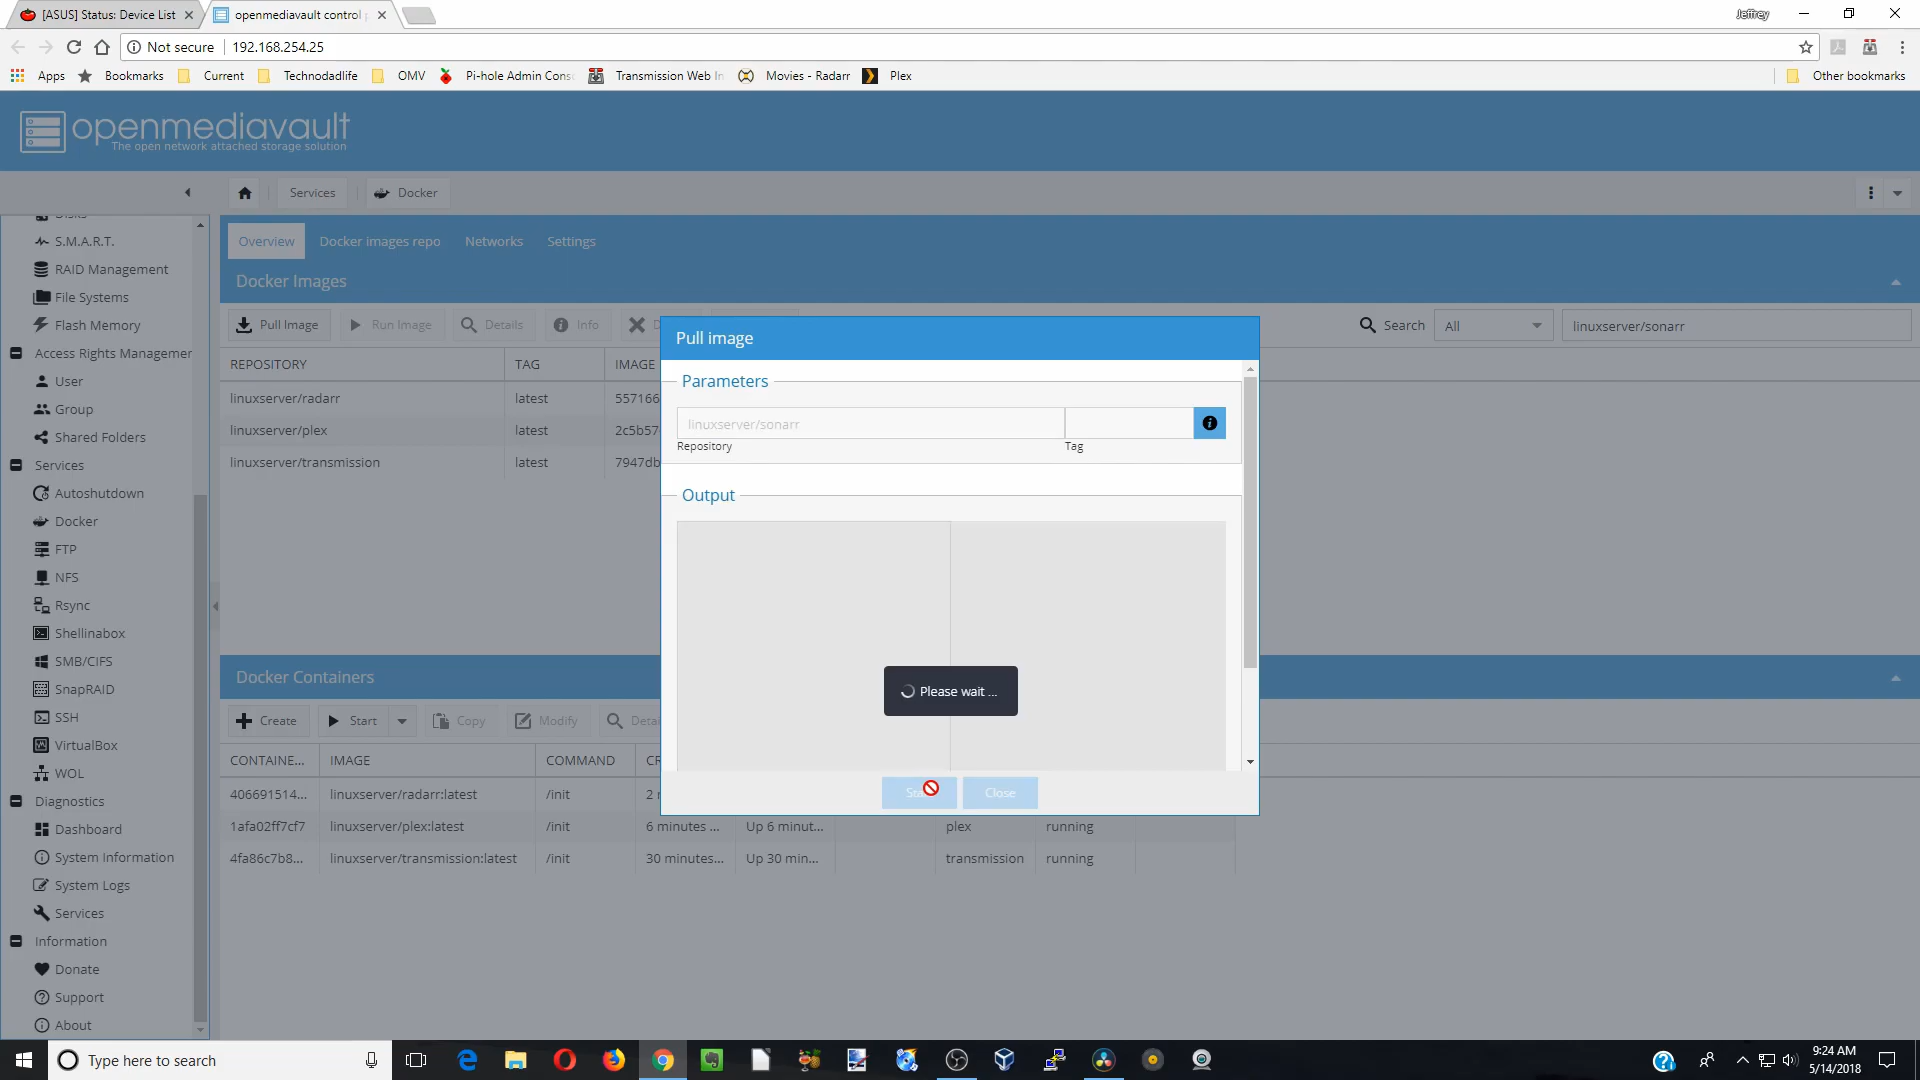 [ASUS] Status: Device List
openmediavault control
Jeffrey
Not secure
192.168.254.25
Apps
Bookmarks
Current
Technodadlife
OMV
Pi-hole Admin Cons
Transmission Web In
Movies - Radarr
Plex
Other bookmarks
openmediavault
The open network attached storage solution
Services
Docker
Disks
S.M.A.R.T.
RAID Management
File Systems
Flash Memory
Access Rights Managemen
User
Group
Shared Folders
Services
Autoshutdown
Docker
FTP
NFS
Rsync
Shellinabox
SMB/CIFS
SnapRAID
SSH
VirtualBox
WOL
Diagnostics
Dashboard
System Information
System Logs
Services
Information
Donate
Support
About
Overview
Docker images repo
Networks
Settings
Docker Images
Pull Image
Run Image
Details
Info
D
Search
All
linuxserver/sonarr
REPOSITORY
TAG
IMAGE
linuxserver/radarr
latest
557166
linuxserver/plex
latest
2c5b57
linuxserver/transmission
latest
7947db
Pull image
Parameters
linuxserver/sonarr
Repository
Tag
Output
Please wait ...
Sta
Close
Docker Containers
Create
Start
Copy
Modify
Detai
CONTAINE...
IMAGE
COMMAND
CR
406691514...
linuxserver/radarr:latest
/init
2
1afa02ff7cf7
linuxserver/plex:latest
/init
6 minutes ...
Up 6 minut...
plex
running
4fa86c7b8...
linuxserver/transmission:latest
/init
30 minutes...
Up 30 min...
transmission
running
Type here to search
9:24 AM
5/14/2018